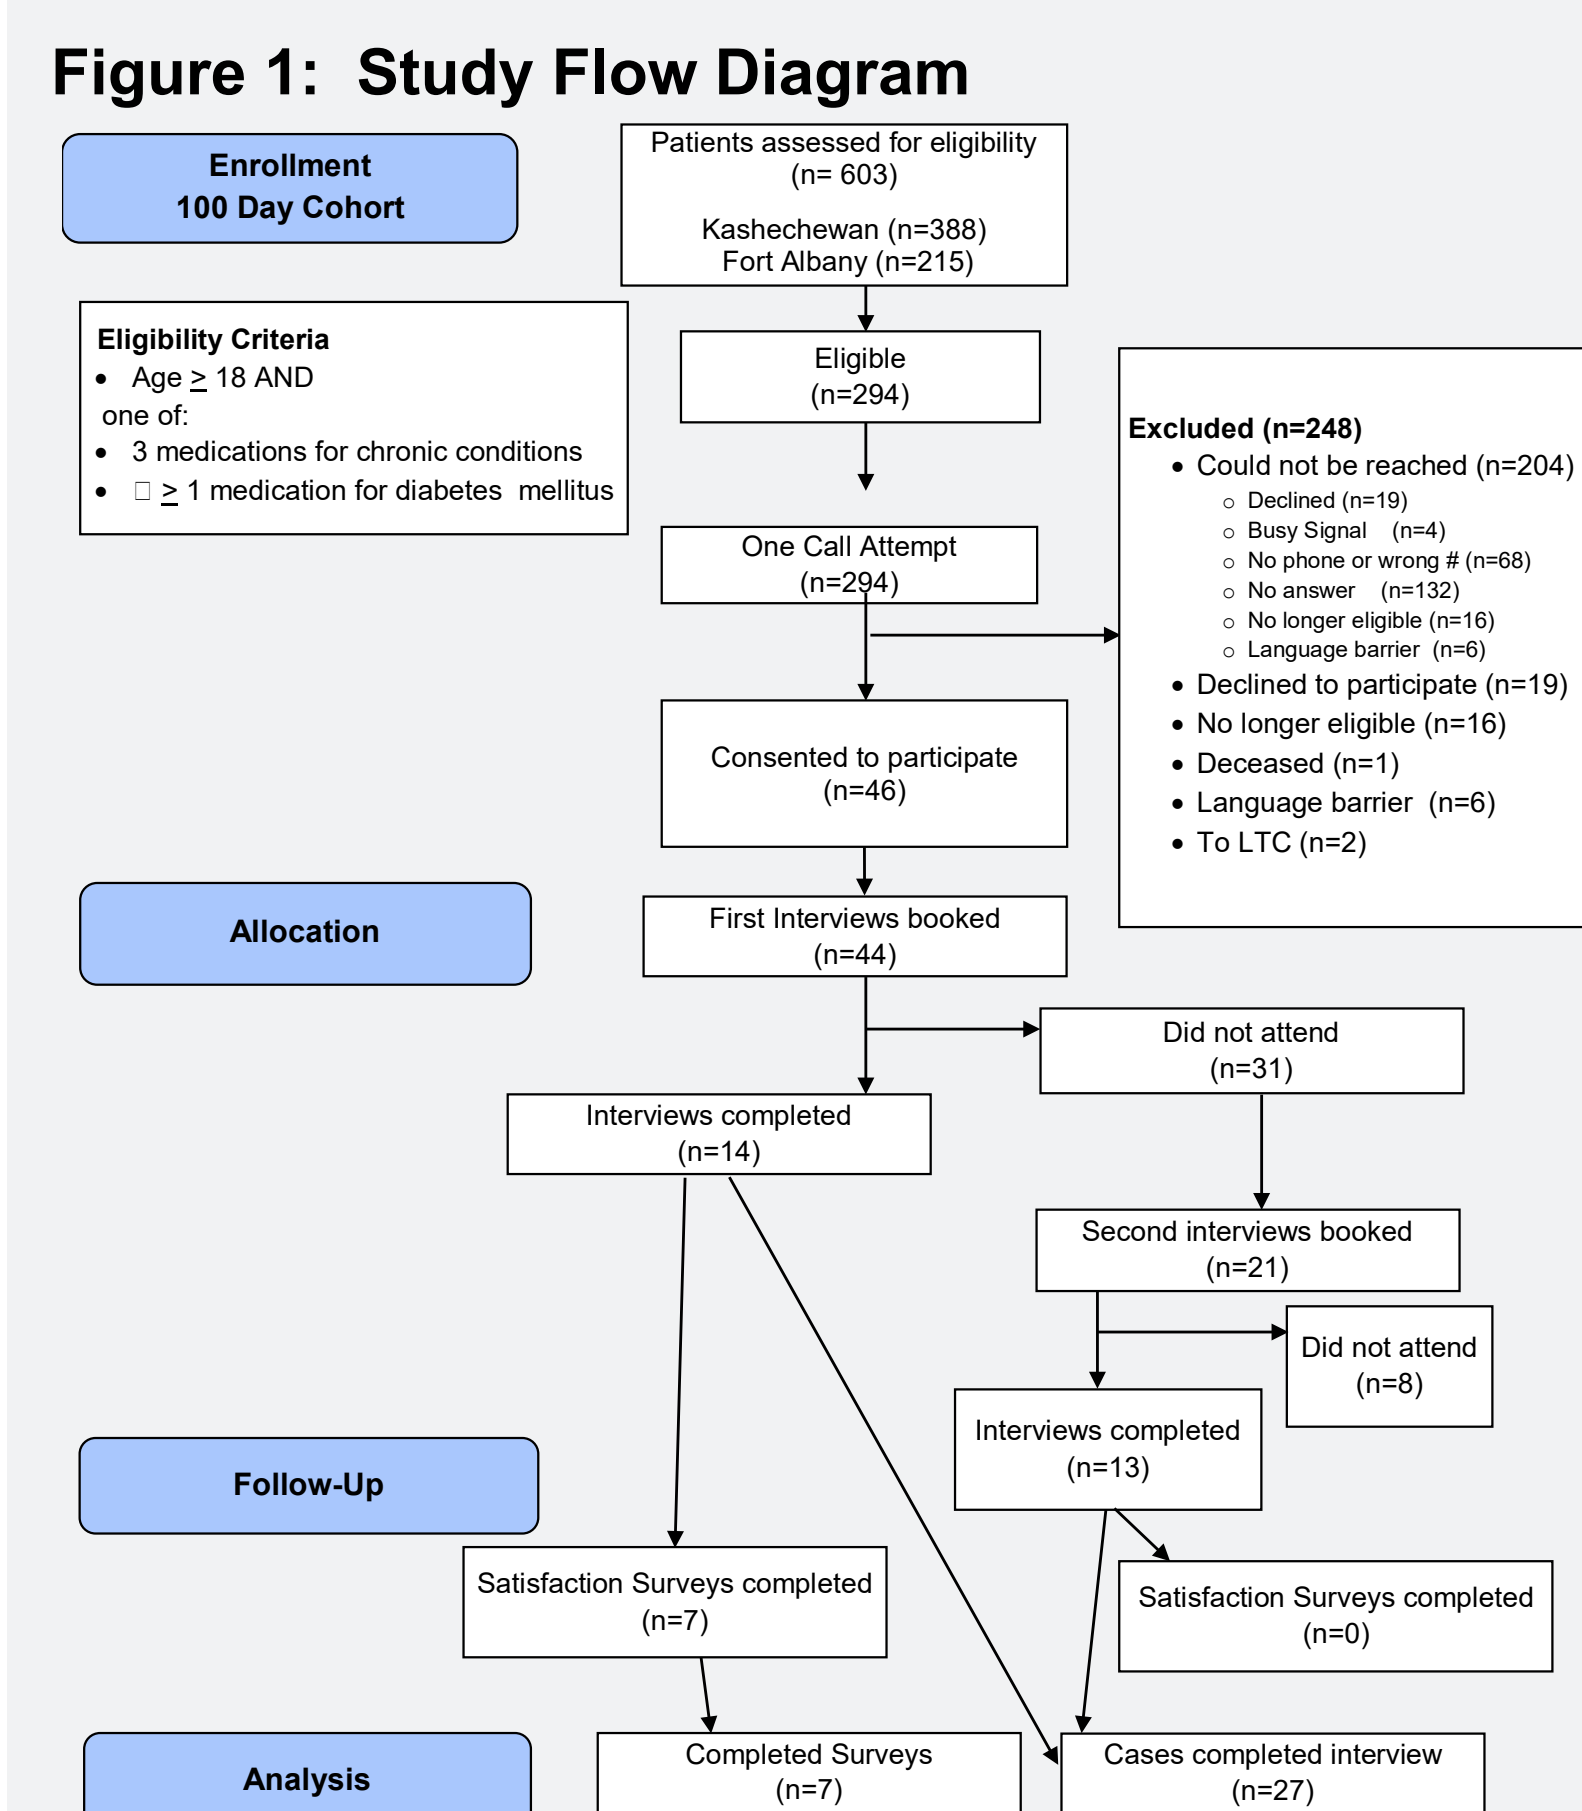 Figure 1:  Study Flow Diagram
Enrollment
100 Day Cohort
Patients assessed for eligibility
(n= 603)
Kashechewan (n=388)
Fort Albany (n=215)
Eligibility Criteria
• Age ≥ 18 AND
one of:
• 3 medications for chronic conditions
• □ ≥ 1 medication for diabetes  mellitus
Eligible
(n=294)
One Call Attempt
(n=294)
Excluded (n=248)
• Could not be reached (n=204)
○ Declined (n=19)
○ Busy Signal    (n=4)
○ No phone or wrong # (n=68)
○ No answer    (n=132)
○ No longer eligible (n=16)
○ Language barrier  (n=6)
• Declined to participate (n=19)
• No longer eligible (n=16)
• Deceased (n=1)
• Language barrier  (n=6)
• To LTC (n=2)
Consented to participate
(n=46)
Allocation
First Interviews booked
(n=44)
Did not attend
(n=31)
Interviews completed
(n=14)
Second interviews booked
(n=21)
Did not attend
(n=8)
Interviews completed
(n=13)
Follow-Up
Satisfaction Surveys completed
(n=7)
Satisfaction Surveys completed
(n=0)
Analysis
Completed Surveys
(n=7)
Cases completed interview
(n=27)